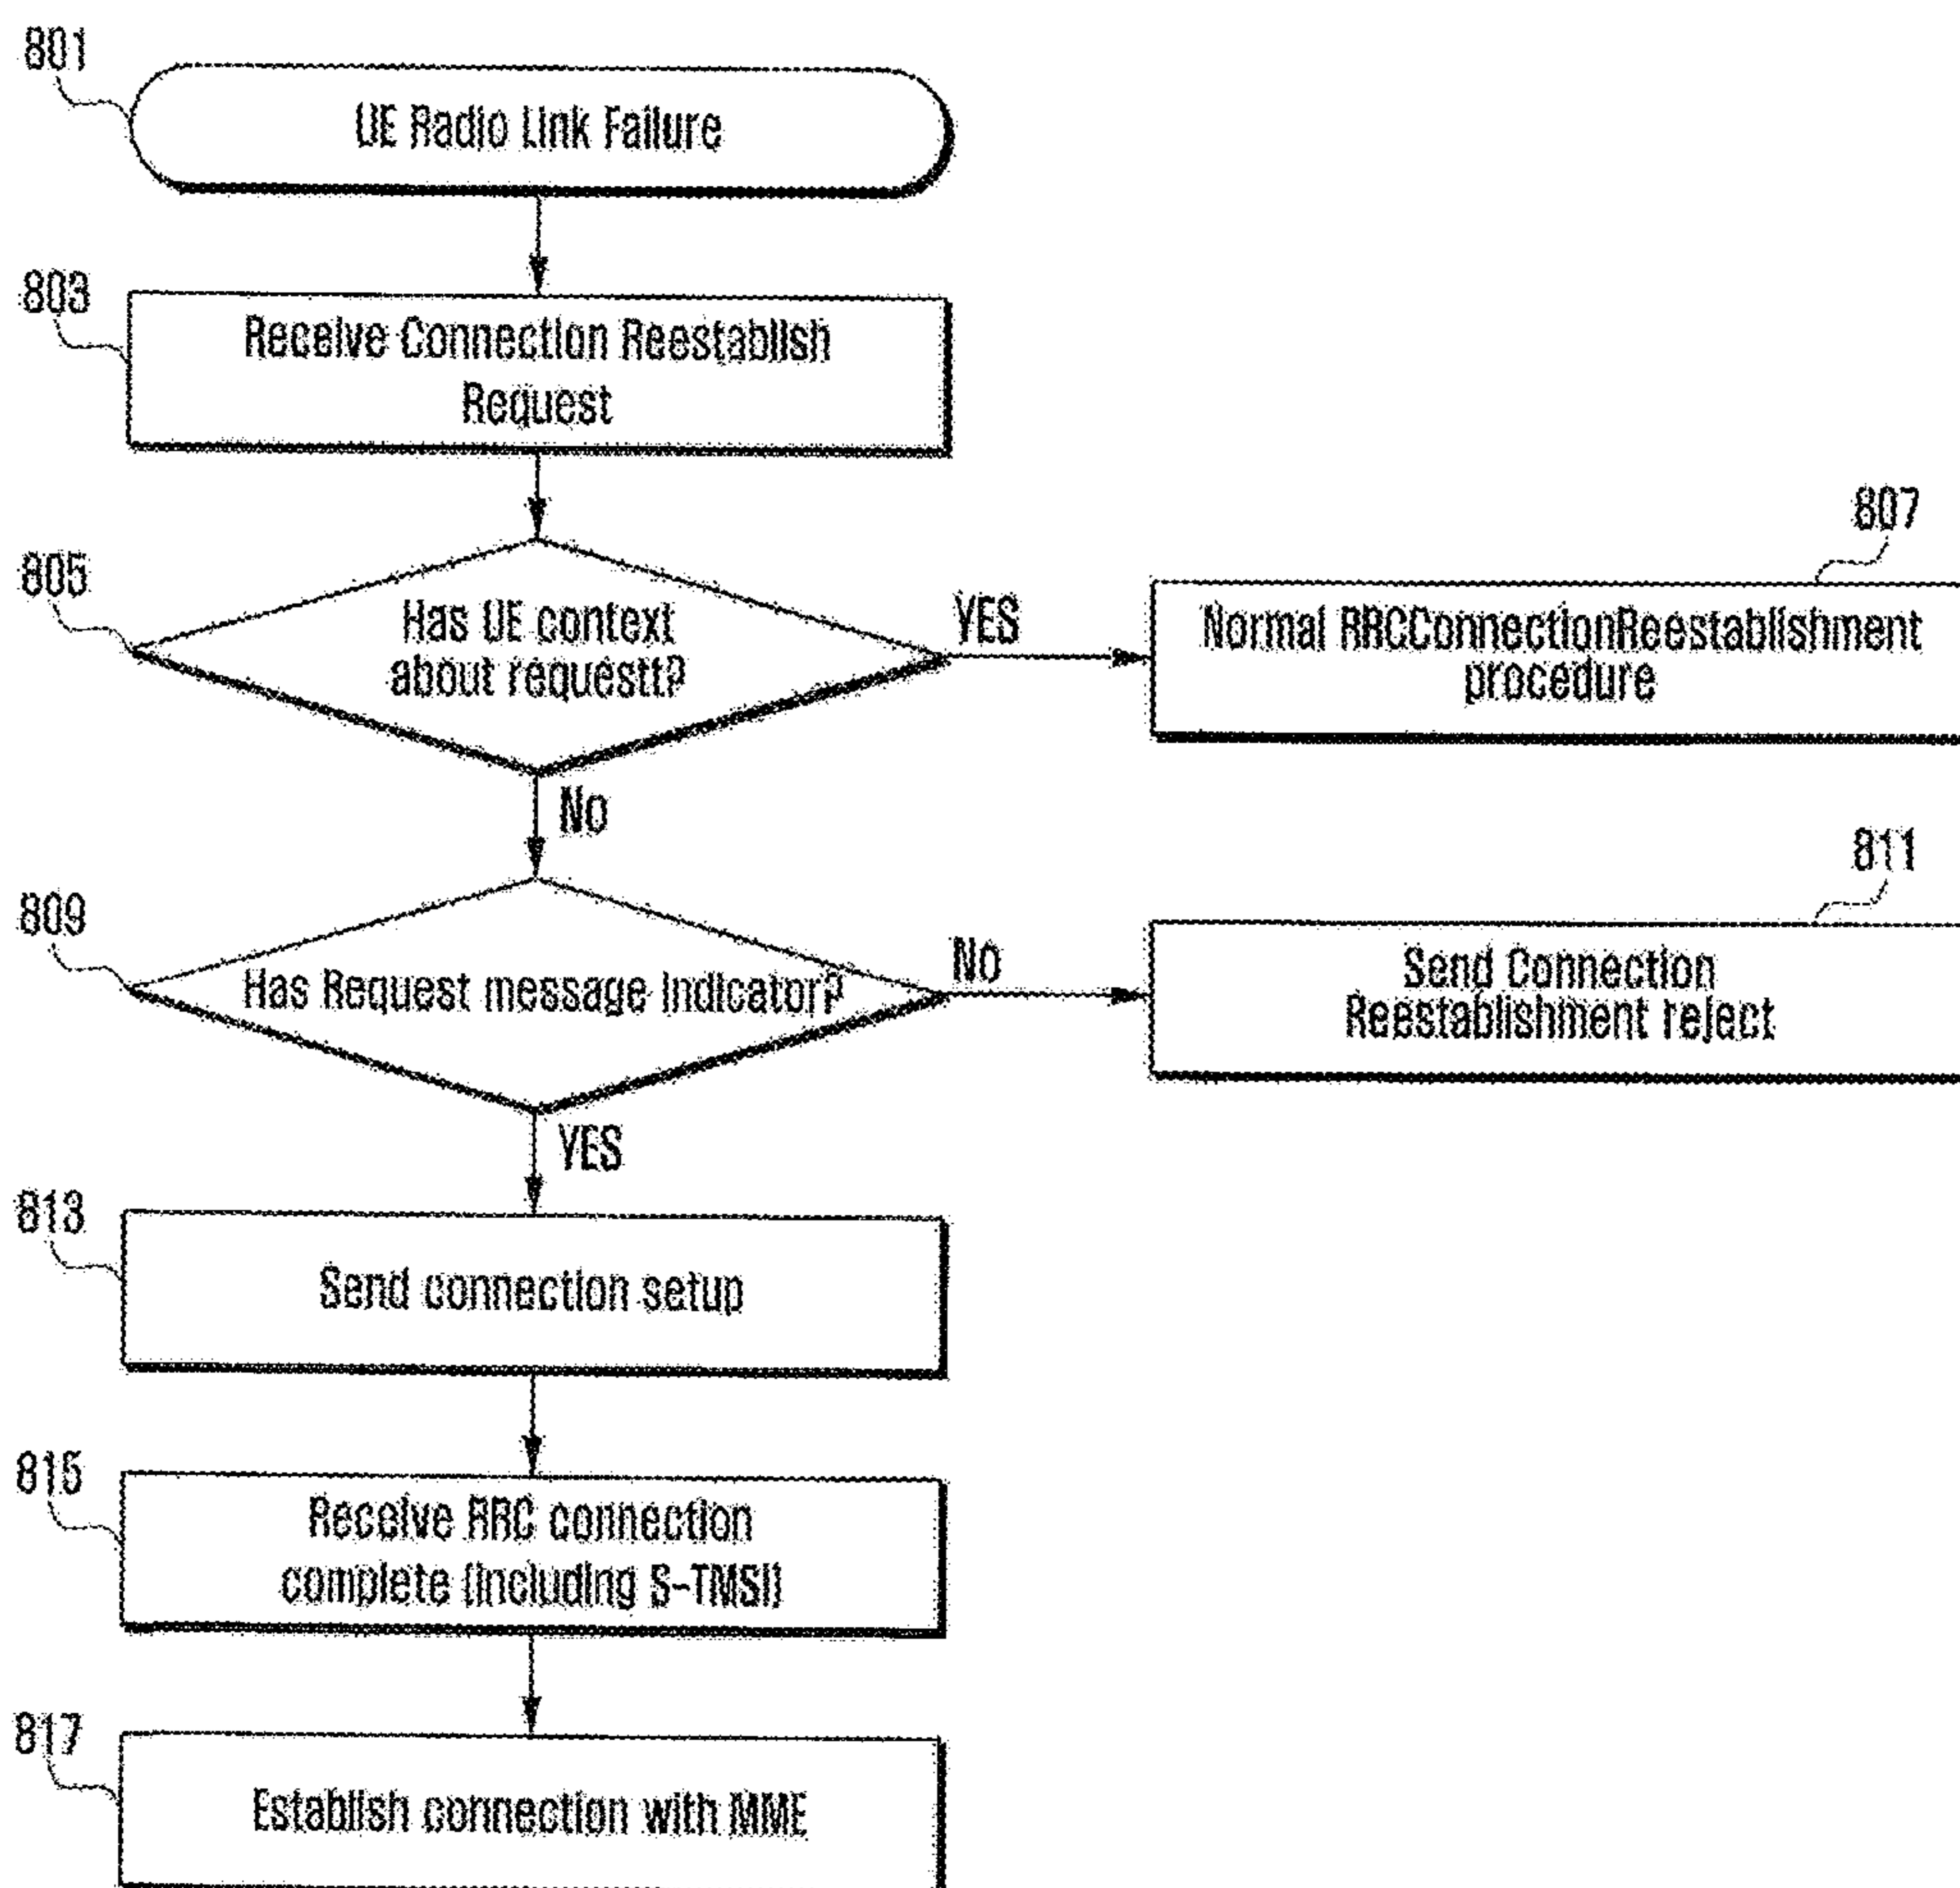 801
UE Radio Link Failure
803
Receive Connection Reestablish
Request
805
Has UE context
about requestt?
YES
807
Normal RRCConnectionReestablishment
procedure
NO
809
Has Request message indicator?
NO
811
Send Connection
Reestablishment reject
YES
813
Send connection setup
815
Receive RRC connection
complete (including S-TMSI)
817
Establish connection with MME